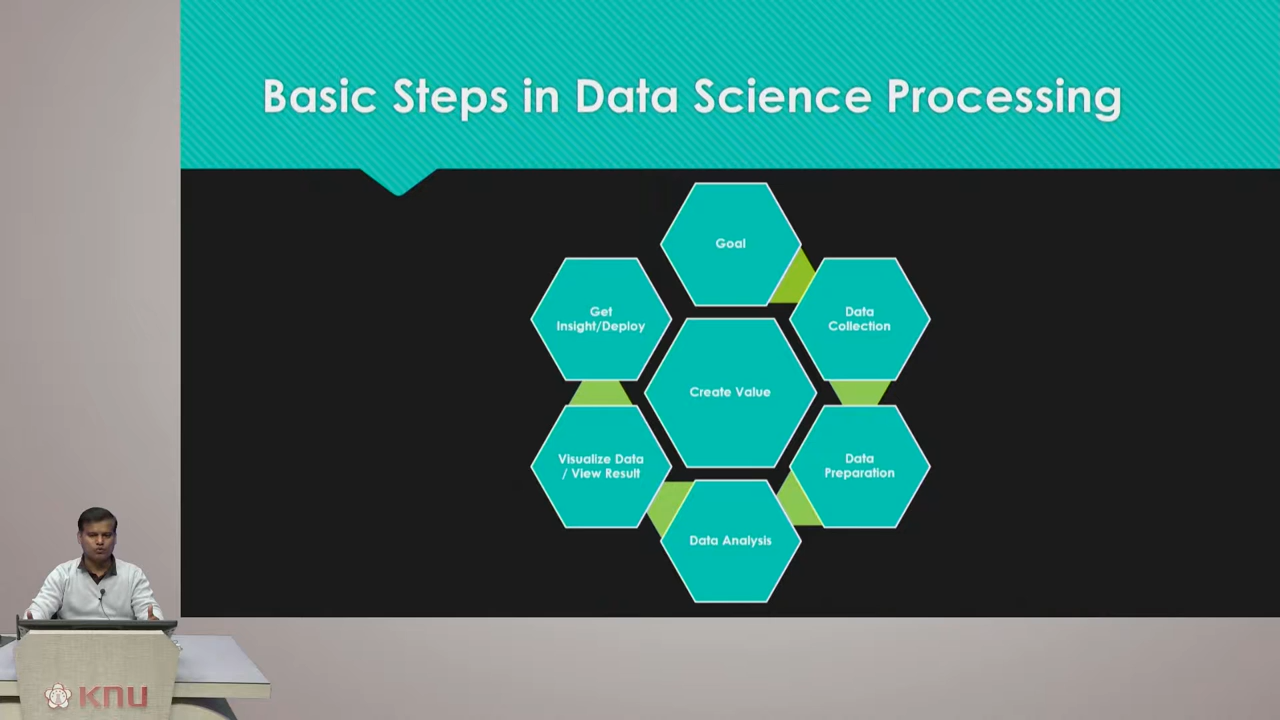 Basic Steps in Data Science Processing
Goal
Data
Collection
Data
Preparation
Data Analysis
Visualize Data
/ View Result
Get
Insight/Deploy
Create Value
KNU